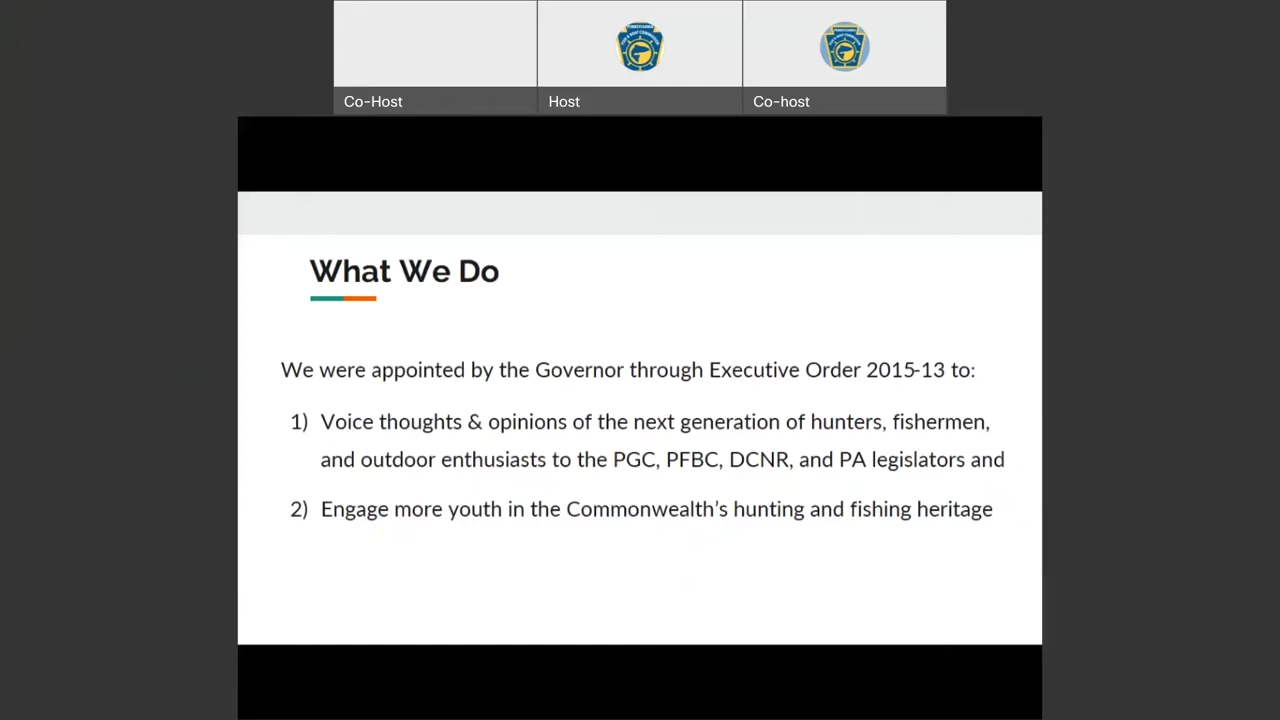 Co-Host
Host
Co-host
What We Do
We were appointed by the Governor through Executive Order 2015-13 to:
1) Voice thoughts & opinions of the next generation of hunters, fishermen,
and outdoor enthusiasts to the PGC, PFBC, DCNR, and PA legislators and
2) Engage more youth in the Commonwealth's hunting and fishing heritage